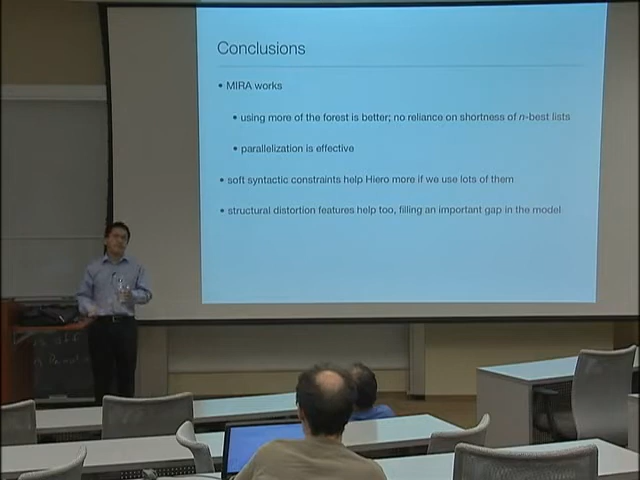 Conclusions
• MIRA works
• using more of the forest is better; no reliance on shortness of n-best lists
• parallelization is effective
• soft syntactic constraints help Hiero more if we use lots of them
• structural distortion features help too, filling an important gap in the model